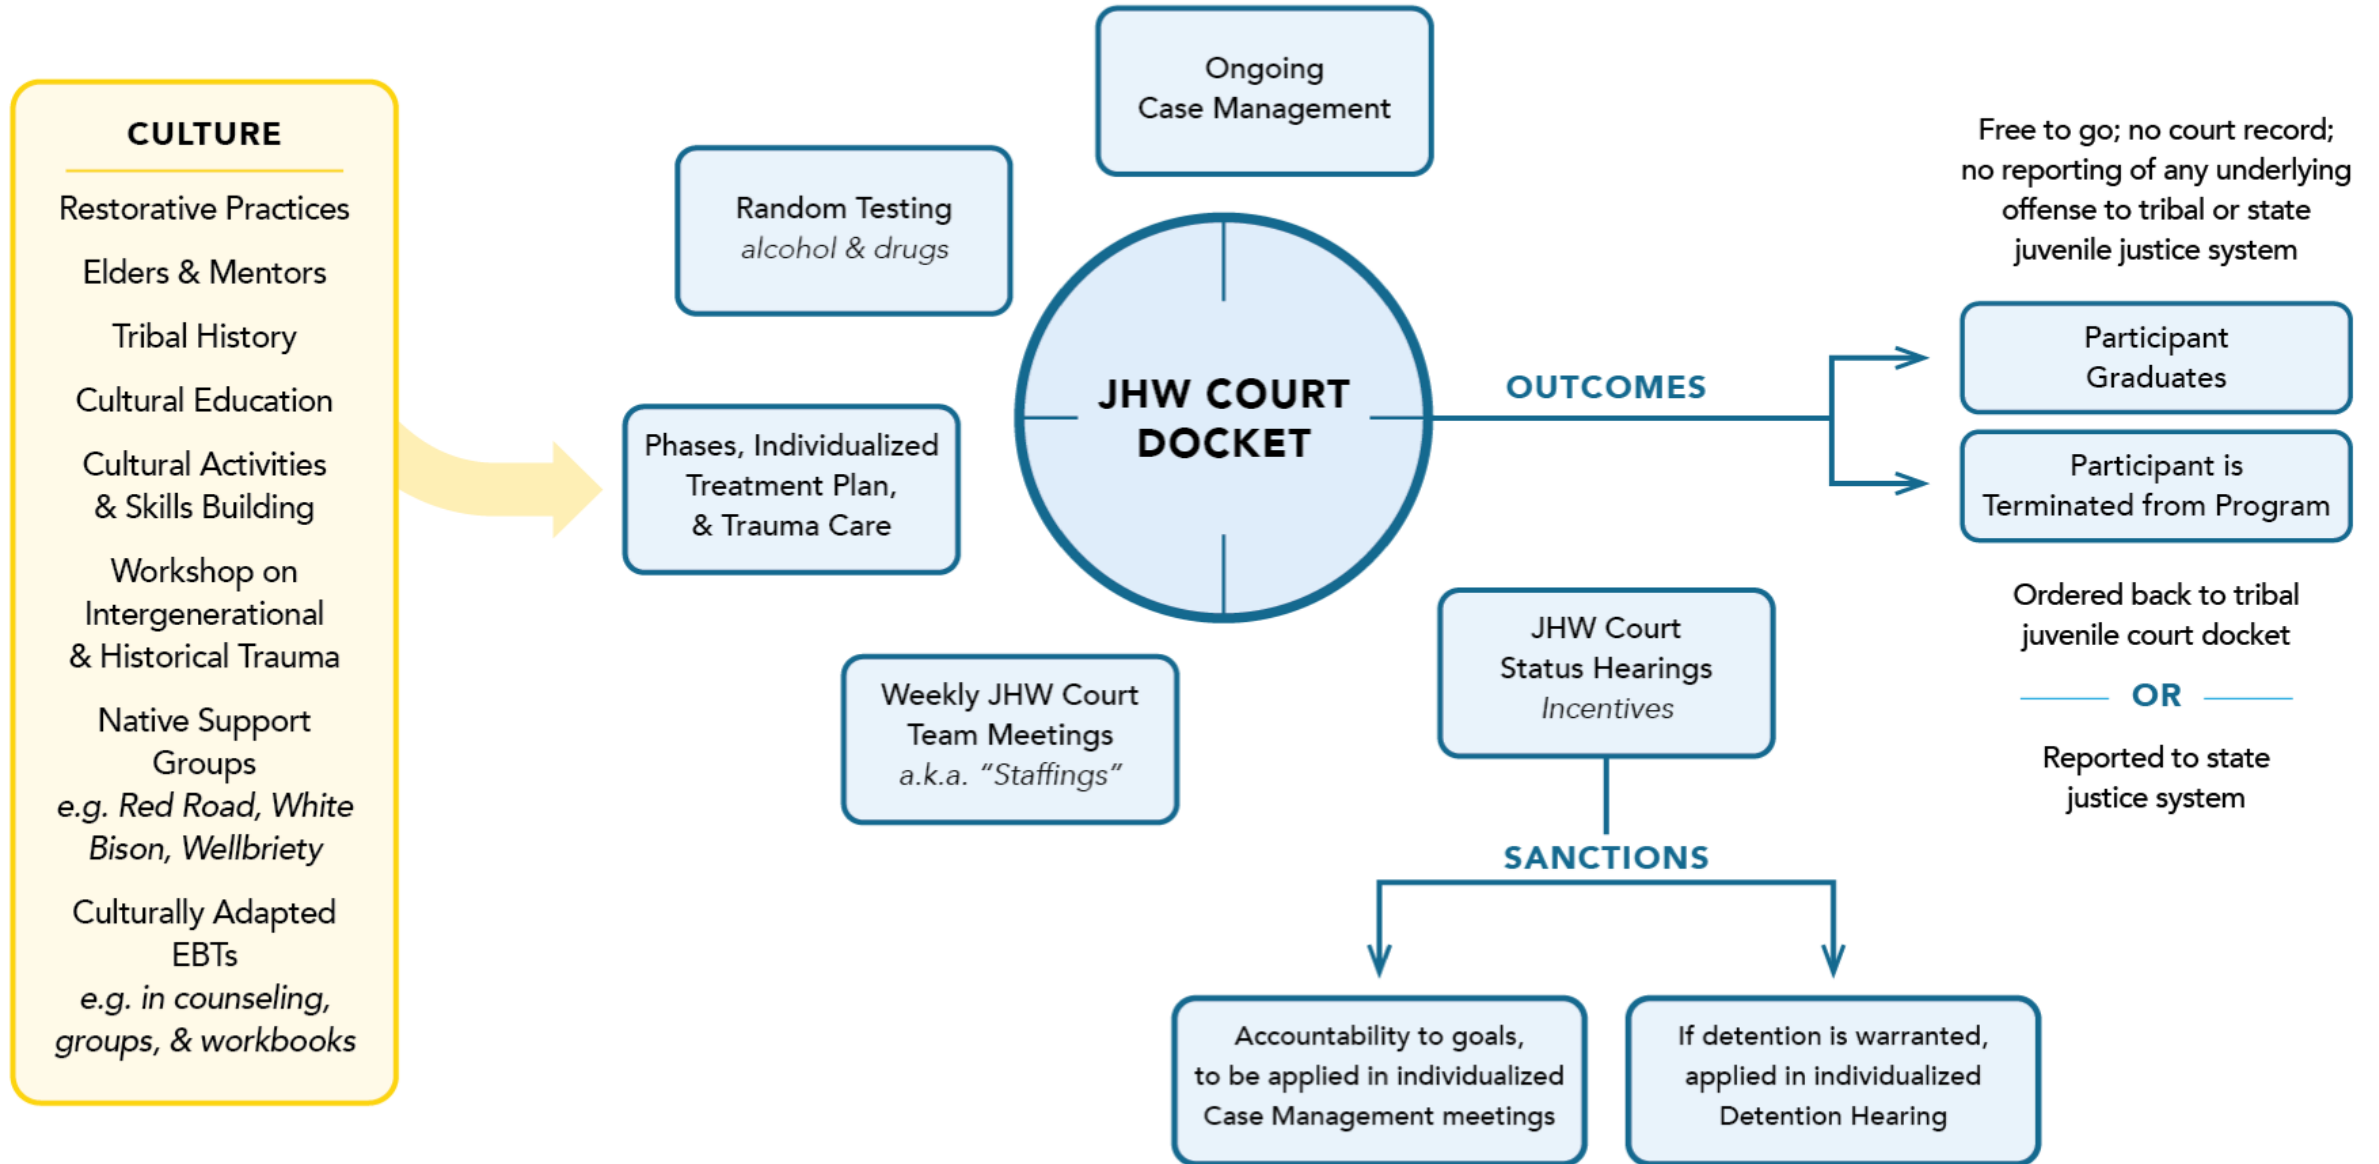 CULTURE
Restorative Practices
Elders & Mentors
Tribal History
Cultural Education
Cultural Activities
& Skills Building
Workshop on
Intergenerational
& Historical Trauma
Native Support
Groups
e.g. Red Road, White
Bison, Wellbriety
Culturally Adapted
EBTs
e.g. in counseling,
groups, & workbooks
Ongoing
Case Management
Random Testing
alcohol & drugs
Phases, Individualized
Treatment Plan,
& Trauma Care
Weekly JHW Court
Team Meetings
a.k.a. “Staffings”
JHW COURT
DOCKET
JHW Court
Status Hearings
Incentives
SANCTIONS
Accountability to goals,
to be applied in individualized
Case Management meetings
If detention is warranted,
applied in individualized
Detention Hearing
OUTCOMES
Free to go; no court record;
no reporting of any underlying
offense to tribal or state
juvenile justice system
Participant
Graduates
Participant is
Terminated from Program
Ordered back to tribal
juvenile court docket
OR
Reported to state
justice system